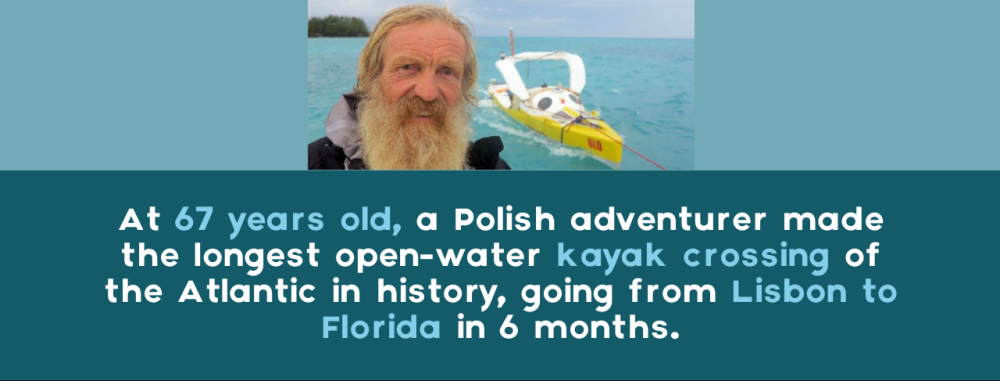 OLO
At 67 years old, a Polish adventurer made
the longest open-water kayak crossing of
the Atlantic in history, going from Lisbon to
Florida in 6 months.